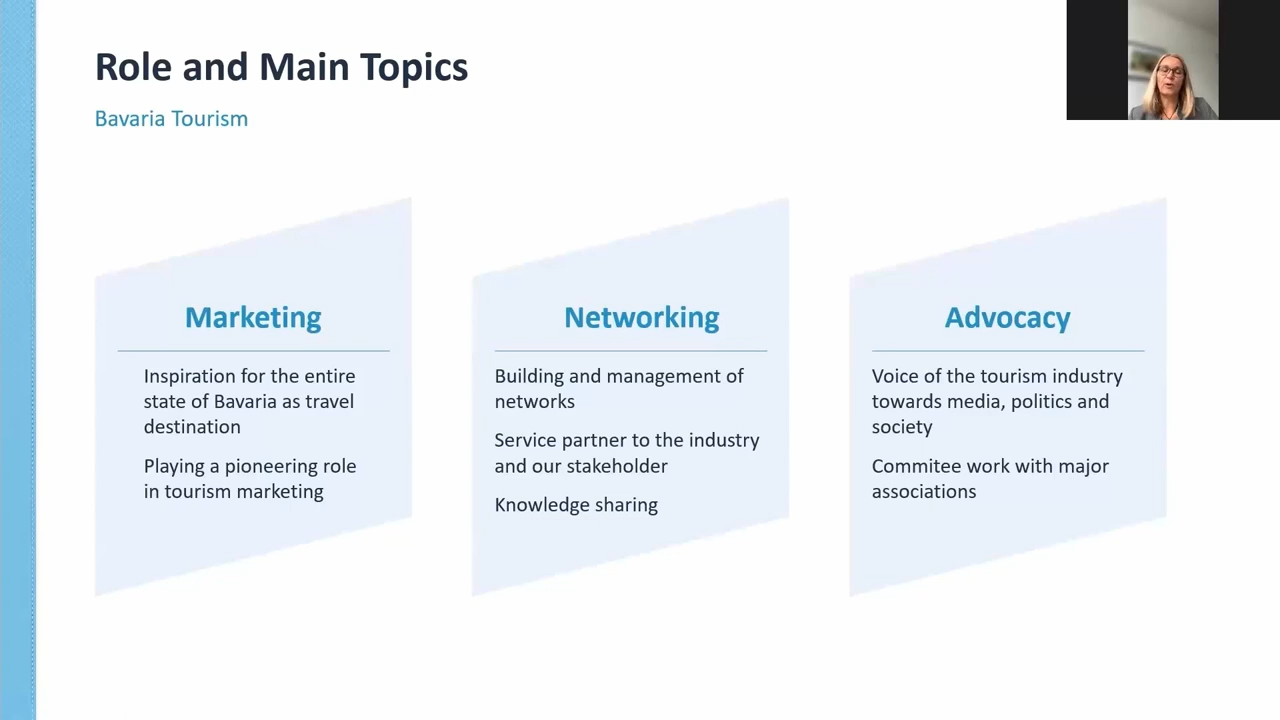 Role and Main Topics
Bavaria Tourism
Marketing
Inspiration for the entire
state of Bavaria as travel
destination
Playing a pioneering role
in tourism marketing
Networking
Building and management of
networks
Service partner to the industry
and our stakeholder
Knowledge sharing
Advocacy
Voice of the tourism industry
towards media, politics and
society
Commitee work with major
associations